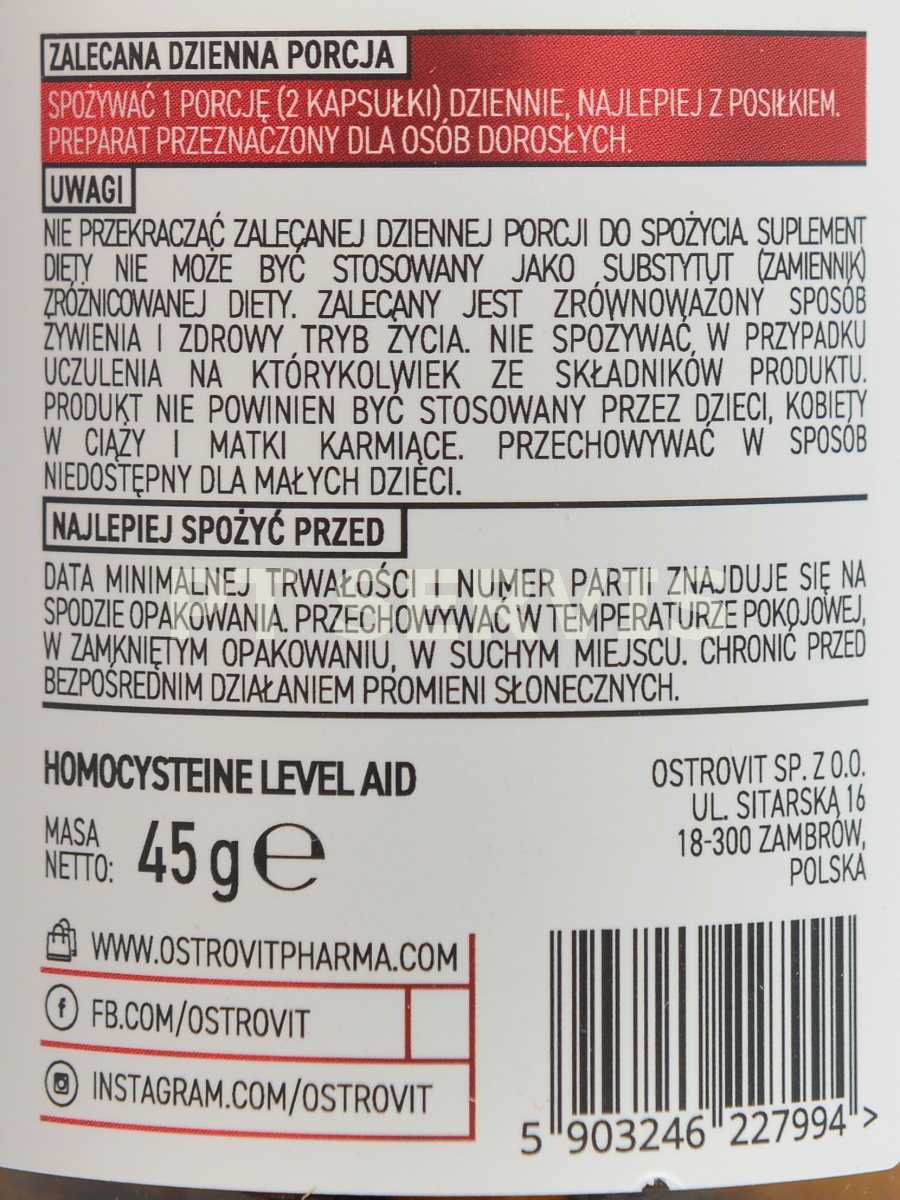 ZALECANA DZIENNA PORCJA
SPOŻYWAĆ 1 PORCJĘ (2 KAPSUŁKI) DZIENNIE, NAJLEPIEJ Z POSIŁKIEM.
PREPARAT PRZEZNACZONY DLA OSÓB DOROSŁYCH.
UWAGI
NIE PRZEKRACZAĆ ZALECANEJ DZIENNEJ PORCJI DO SPOŻYCIA. SUPLEMENT
DIETY NIE MOŻE BYĆ STOSOWANY JAKO SUBSTYTUT (ZAMIENNIK)
ZRÓŻNICOWANEJ DIETY. ZALECANY JEST ZRÓWNOWAŻONY SPOSÓB
ŻYWIENIA I ZDROWY TRYB ŻYCIA. NIE SPOŻYWAĆ W PRZYPADKU
UCZULENIA NA KTÓRYKOLWIEK ZE SKŁADNIKÓW PRODUKTU.
PRODUKT NIE POWINIEN BYĆ STOSOWANY PRZEZ DZIECI, KOBIETY
W CIĄŻY I MATKI KARMIĄCE. PRZECHOWYWAĆ W SPOSÓB
NIEDOSTĘPNY DLA MAŁYCH DZIECI.
NAJLEPIEJ SPOŻYĆ PRZED
DATA MINIMALNEJ TRWAŁOŚCI I NUMER PARTII ZNAJDUJE SIĘ NA
SPODZIE OPAKOWANIA. PRZECHOWYWAĆ W TEMPERATURZE POKOJOWEJ,
W ZAMKNIĘTYM OPAKOWANIU, W SUCHYM MIEJSCU. CHRONIĆ PRZED
BEZPOŚREDNIM DZIAŁANIEM PROMIENI SŁONECZNYCH.
HOMOCYSTEINE LEVEL AID
MASA
NETTO: 45 g ℮
OSTROVIT SP. Z O.O.
UL. SITARSKA 16
18-300 ZAMBRÓW,
POLSKA
WWW.OSTROVITPHARMA.COM
FB.COM/OSTROVIT
INSTAGRAM.COM/OSTROVIT
5 903246 227994 >